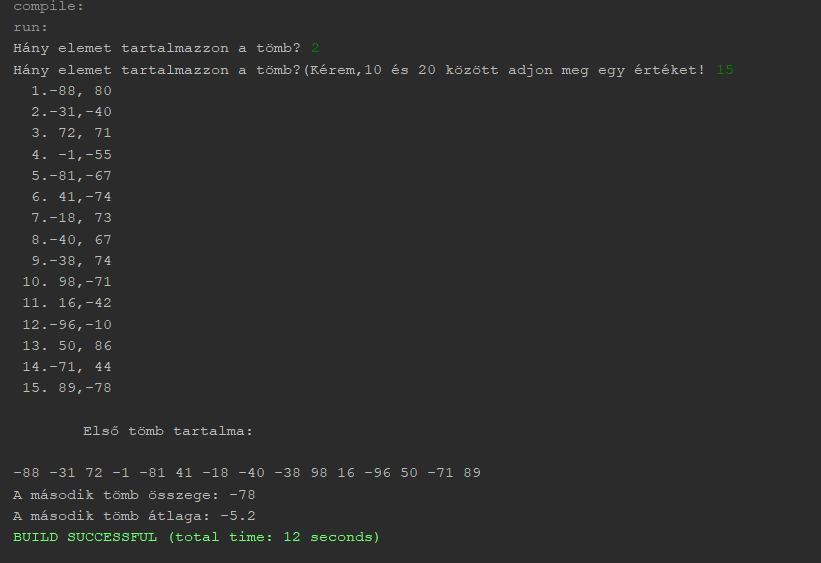 compile:
run:
Hány elemet tartalmazzon a tömb? 2
Hány elemet tartalmazzon a tömb?(Kérem,10 és 20 között adjon meg egy értéket! 15
1.-88, 80
2.-31,-40
3. 72, 71
4. -1,-55
5.-81,-67
6. 41,-74
7.-18, 73
8.-40, 67
9.-38, 74
10. 98,-71
11. 16,-42
12.-96,-10
13. 50, 86
14.-71, 44
15. 89,-78
Első tömb tartalma:
-88 -31 72 -1 -81 41 -18 -40 -38 98 16 -96 50 -71 89
A második tömb összege: -78
A második tömb átlaga: -5.2
BUILD SUCCESSFUL (total time: 12 seconds)